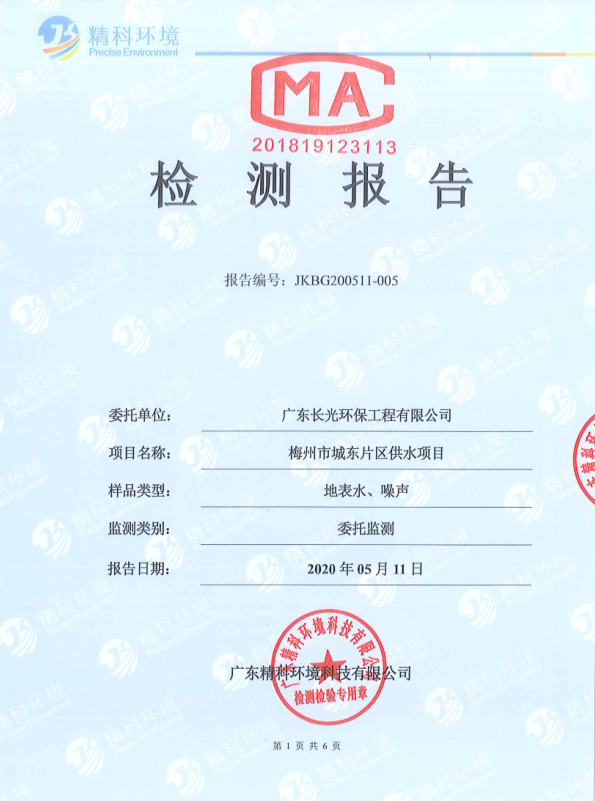 精科环境
Precise Environment
MA
201819123113
检测报告
报告编号：JKBG200511-005
委托单位： 广东长光环保工程有限公司
项目名称： 梅州市城东片区供水项目
样品类型： 地表水、噪声
监测类别： 委托监测
报告日期： 2020 年 05 月 11 日
广东精科环境科技有限公司
广东精科环境科技有限公司
检测检验专用章
第 1 页 共 6 页